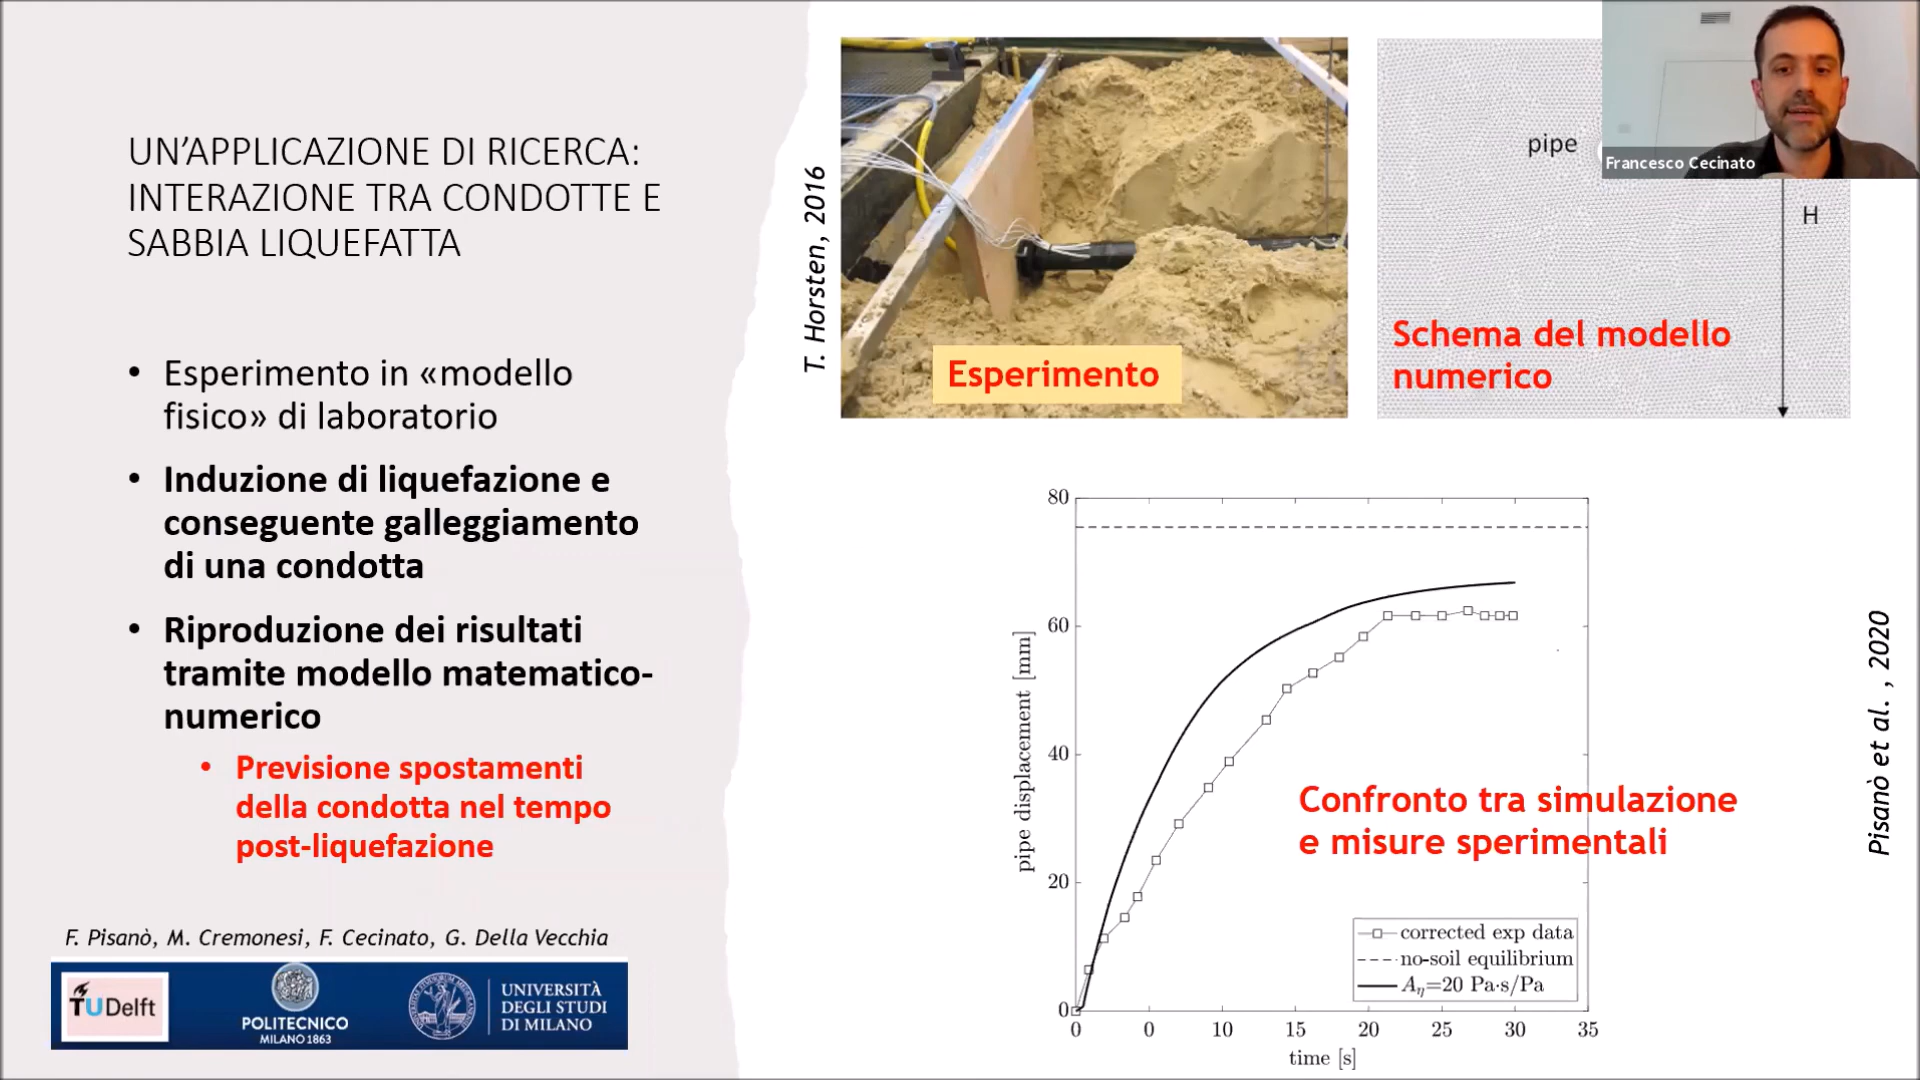 UN'APPLICAZIONE DI RICERCA:
INTERAZIONE TRA CONDOTTE E
SABBIA LIQUEFATTA
• Esperimento in «modello
fisico» di laboratorio
• Induzione di liquefazione e
conseguente galleggiamento
di una condotta
• Riproduzione dei risultati
tramite modello matematico-
numerico
• Previsione spostamenti
della condotta nel tempo
post-liquefazione
F. Pisanò, M. Cremonesi, F. Cecinato, G. Della Vecchia
TUDelft
POLITECNICO
MILANO 1863
UNIVERSITÀ
DEGLI STUDI
DI MILANO
T. Horsten, 2016
Esperimento
pipe
H
Schema del modello
numerico
Francesco Cecinato
80
60
40
20
0
pipe displacement [mm]
0 0 10 15 20 25 30 35
time [s]
Confronto tra simulazione
e misure sperimentali
corrected exp data
no-soil equilibrium
Aη=20 Pa·s/Pa
Pisanò et al. , 2020